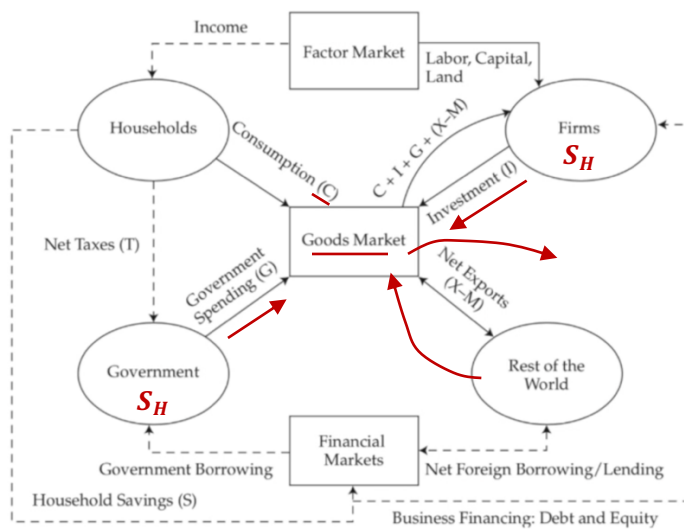 Income
Factor Market
Labor, Capital,
Land
Households
Consumption (C)
C + I + G + (X–M)
Firms
S_H
Investment (I)
Goods Market
Net Taxes (T)
Government
Spending (G)
Net Exports
(X–M)
Government
S_H
Rest of the
World
Financial
Markets
Government Borrowing
Net Foreign Borrowing/Lending
Household Savings (S)
Business Financing: Debt and Equity